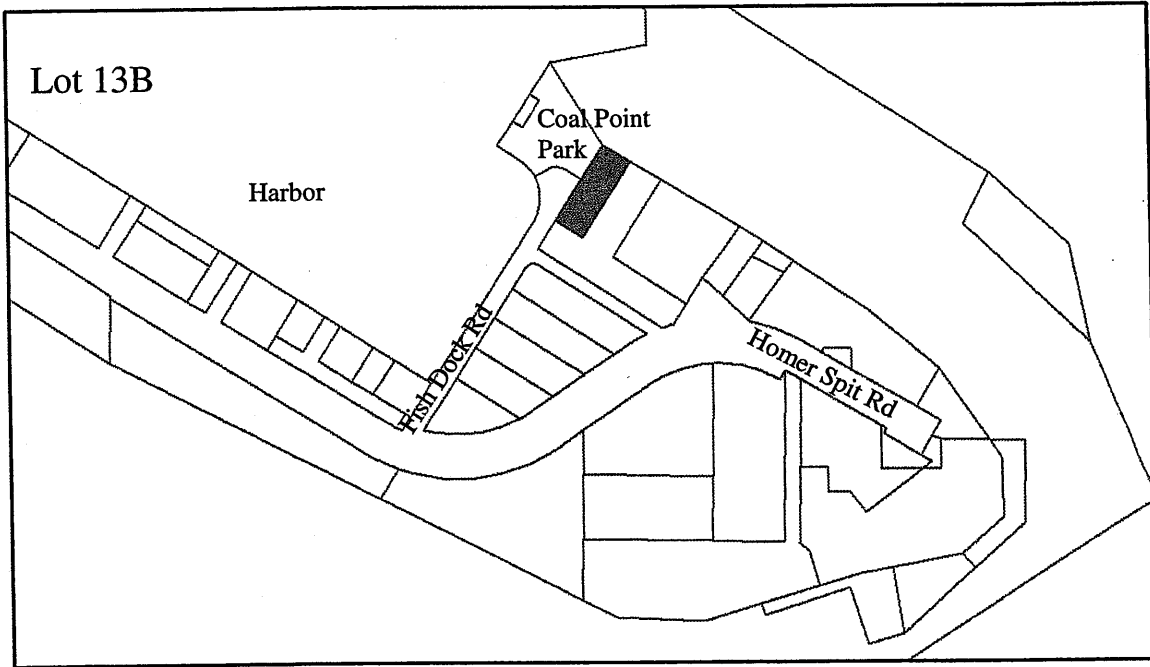 Lot 13B
Coal Point
Park
Harbor
Fish Dock Rd
Homer Spit Rd